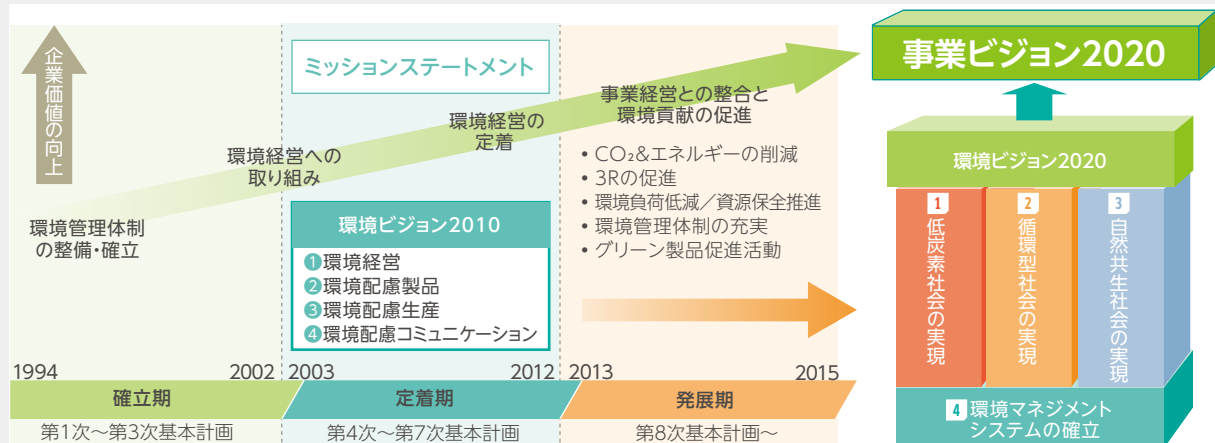 企業価値の向上
ミッションステートメント
環境管理体制
の整備・確立
環境経営への
取り組み
環境経営の
定着
事業経営との整合と
環境貢献の促進
• CO₂&エネルギーの削減
• 3Rの促進
• 環境負荷低減／資源保全推進
• 環境管理体制の充実
• グリーン製品促進活動
環境ビジョン2010
❶環境経営
❷環境配慮製品
❸環境配慮生産
❹環境配慮コミュニケーション
1994
2002
2003
2012
2013
2015
確立期
定着期
発展期
第1次〜第3次基本計画
第4次〜第7次基本計画
第8次基本計画〜
事業ビジョン2020
環境ビジョン2020
1 低炭素社会の実現
2 循環型社会の実現
3 自然共生社会の実現
4 環境マネジメント
システムの確立